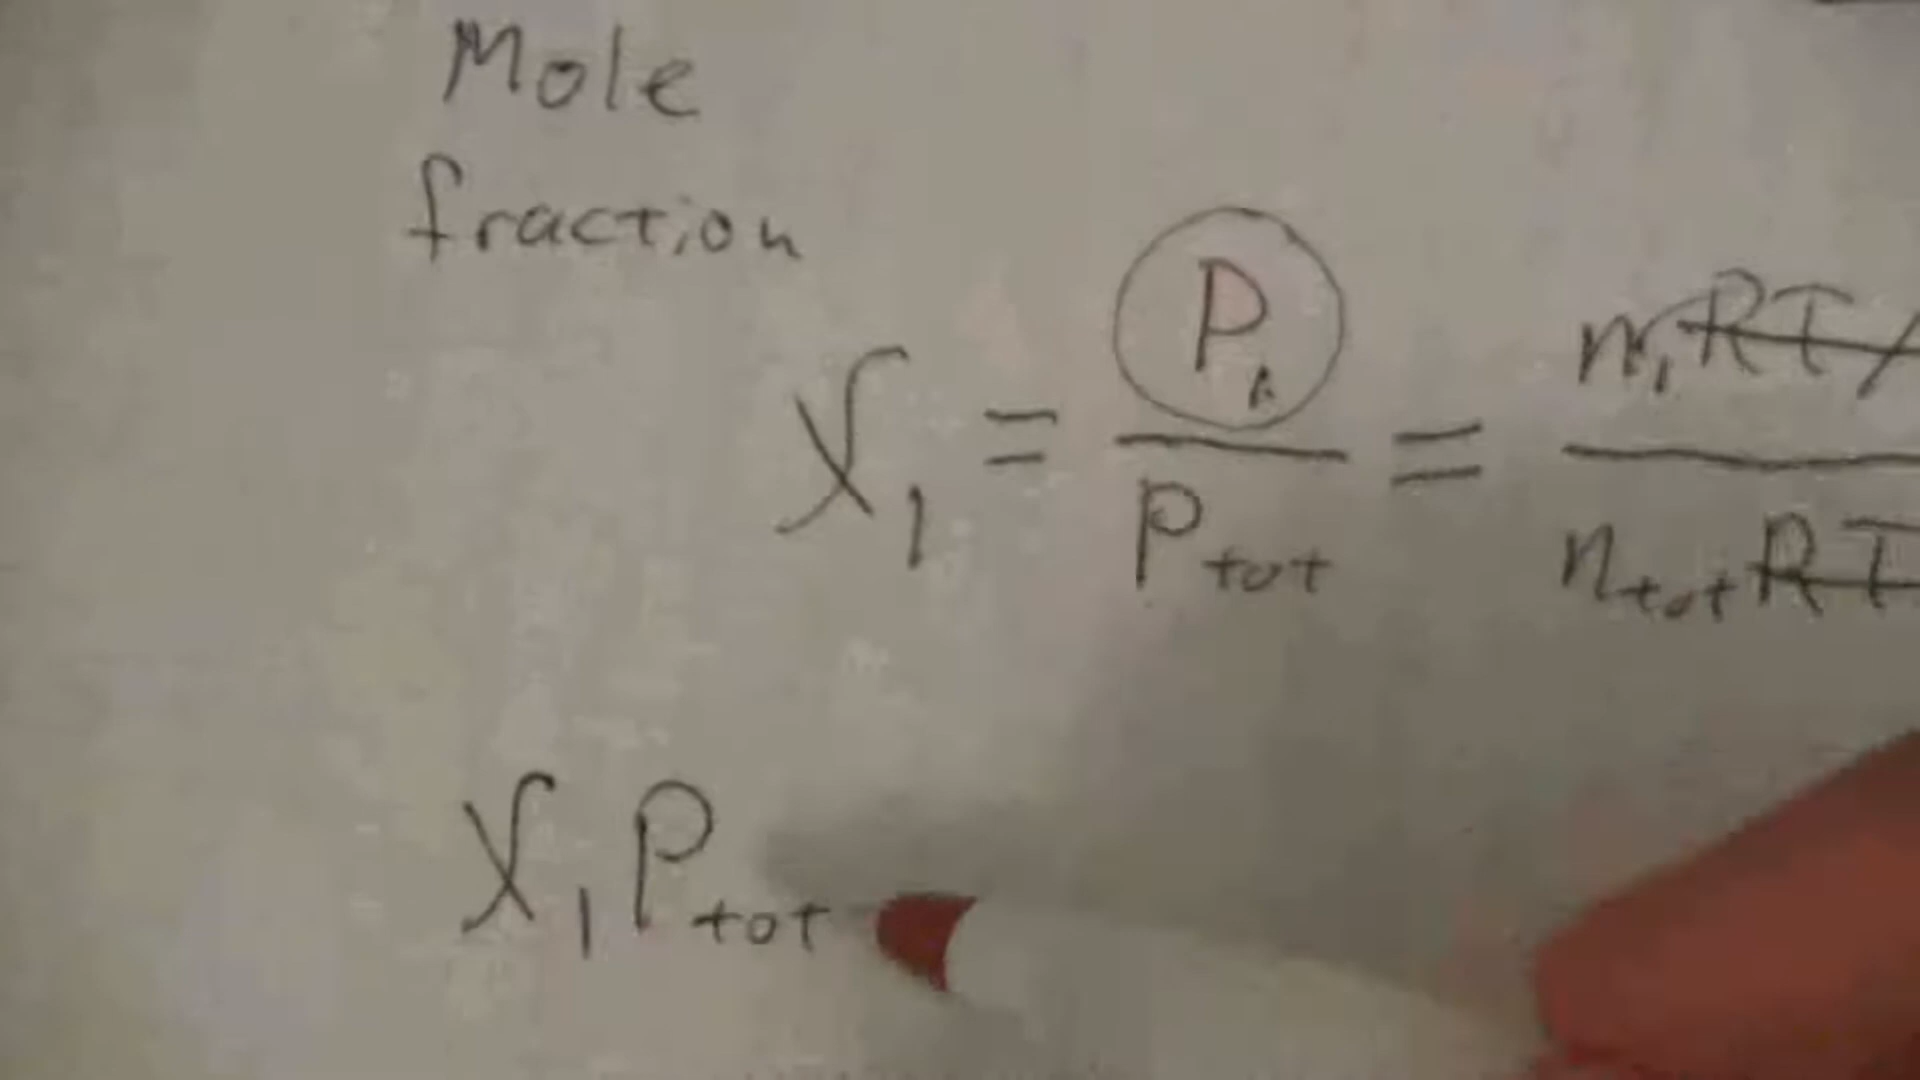 Mole
fraction
X₁ = P₁ / Ptot = n₁RT/ / ntotRT
X₁Ptot